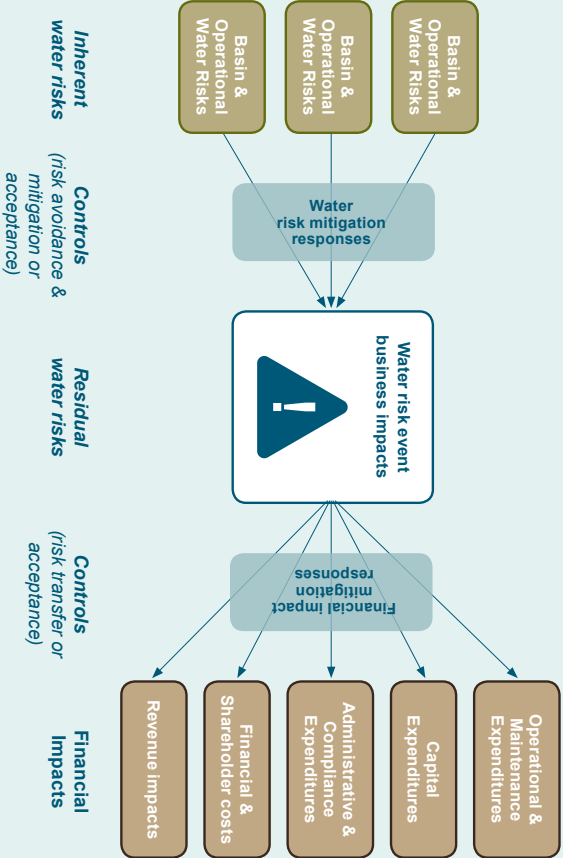 Inherent
water risks
Controls
(risk avoidance &
mitigation or
acceptance)
Residual
water risks
Controls
(risk transfer or
acceptance)
Financial
Impacts
Basin &
Operational
Water Risks
Basin &
Operational
Water Risks
Basin &
Operational
Water Risks
Water
risk mitigation
responses
Water risk event
business impacts
!
Financial impact
mitigation
responses
Operational &
Maintenance
Expenditures
Capital
Expenditures
Administrative &
Compliance
Expenditures
Financial &
Shareholder costs
Revenue impacts